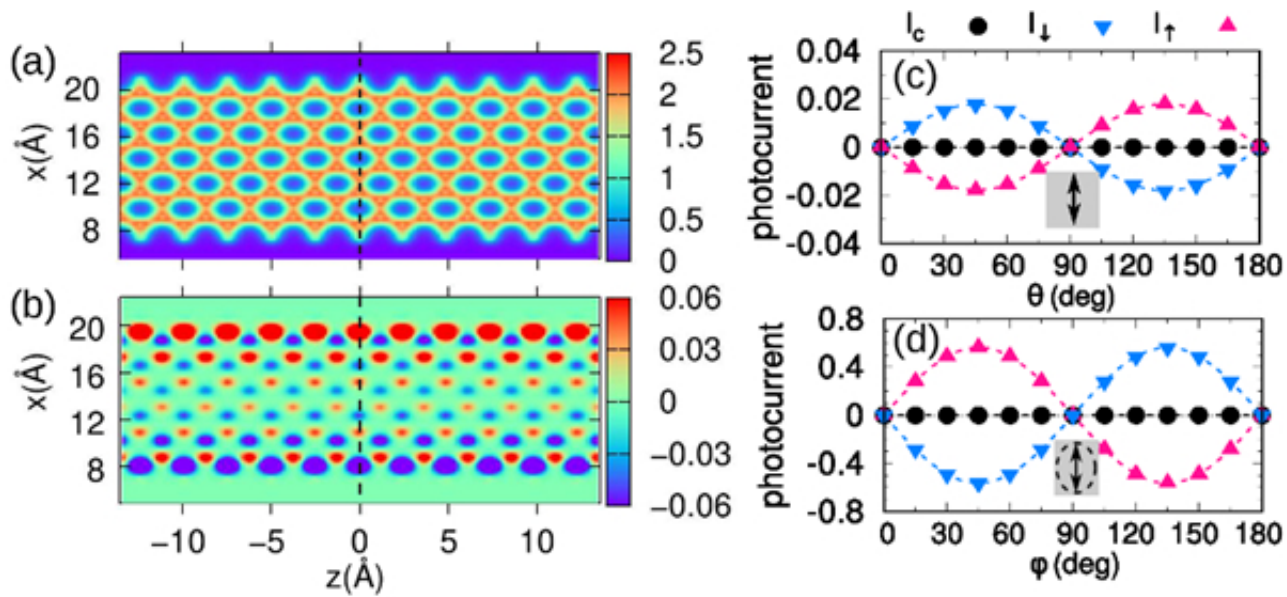 (a)
x(Å)
20
16
12
8
2.5
2
1.5
1
0.5
0
(b)
x(Å)
20
16
12
8
0.06
0.03
0
−0.03
−0.06
−10 −5 0 5 10
z(Å)
I_c I↓ I↑
(c)
photocurrent
0.04
0.02
0
-0.02
-0.04
0 30 60 90 120 150 180
θ (deg)
(d)
photocurrent
0.8
0.4
0
-0.4
-0.8
0 30 60 90 120 150 180
φ (deg)